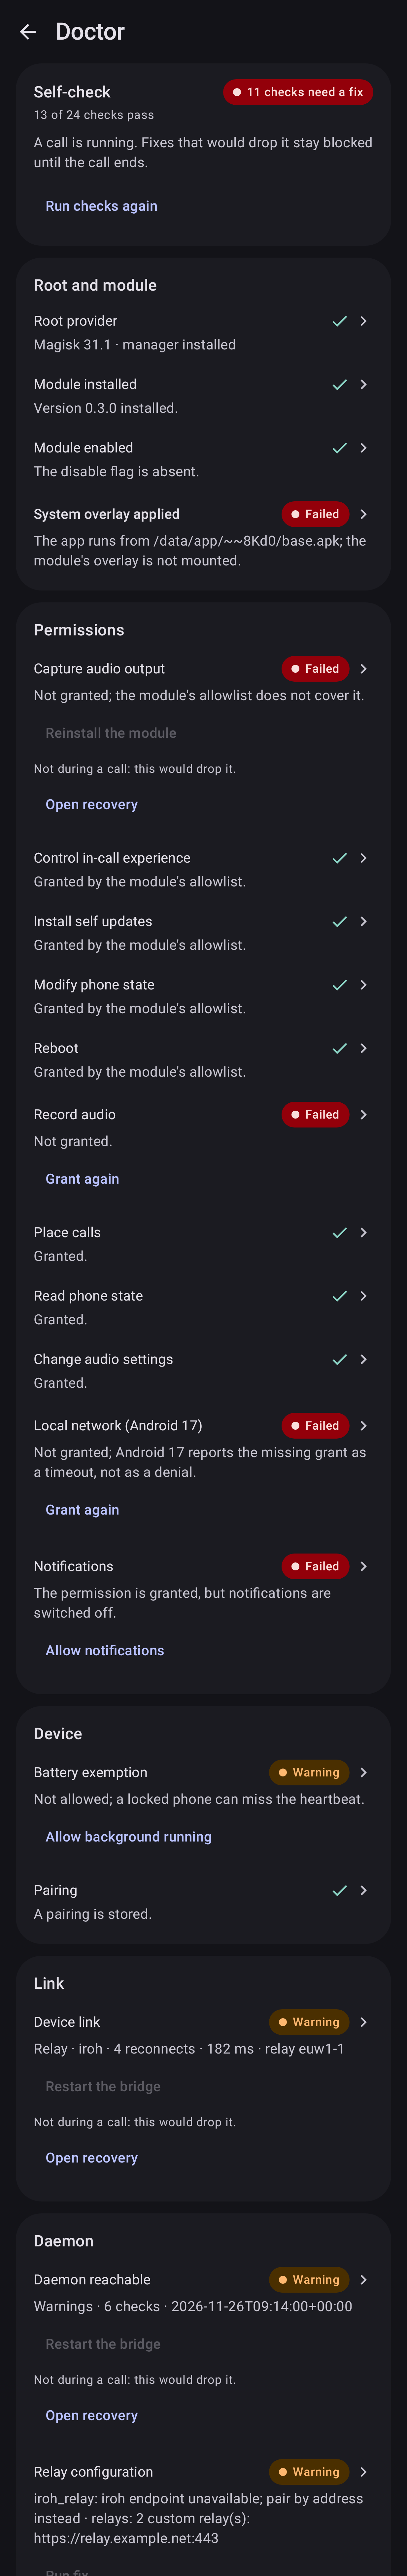 Doctor
Self-check
11 checks need a fix
13 of 24 checks pass
A call is running. Fixes that would drop it stay blocked
until the call ends.
Run checks again
Root and module
Root provider
Magisk 31.1 · manager installed
Module installed
Version 0.3.0 installed.
Module enabled
The disable flag is absent.
System overlay applied
Failed
The app runs from /data/app/~~8Kd0/base.apk; the
module's overlay is not mounted.
Permissions
Capture audio output
Failed
Not granted; the module's allowlist does not cover it.
Reinstall the module
Not during a call: this would drop it.
Open recovery
Control in-call experience
Granted by the module's allowlist.
Install self updates
Granted by the module's allowlist.
Modify phone state
Granted by the module's allowlist.
Reboot
Granted by the module's allowlist.
Record audio
Failed
Not granted.
Grant again
Place calls
Granted.
Read phone state
Granted.
Change audio settings
Granted.
Local network (Android 17)
Failed
Not granted; Android 17 reports the missing grant as
a timeout, not as a denial.
Grant again
Notifications
Failed
The permission is granted, but notifications are
switched off.
Allow notifications
Device
Battery exemption
Warning
Not allowed; a locked phone can miss the heartbeat.
Allow background running
Pairing
A pairing is stored.
Link
Device link
Warning
Relay · iroh · 4 reconnects · 182 ms · relay euw1-1
Restart the bridge
Not during a call: this would drop it.
Open recovery
Daemon
Daemon reachable
Warning
Warnings · 6 checks · 2026-11-26T09:14:00+00:00
Restart the bridge
Not during a call: this would drop it.
Open recovery
Relay configuration
Warning
iroh_relay: iroh endpoint unavailable; pair by address
instead · relays: 2 custom relay(s):
https://relay.example.net:443
Run fix